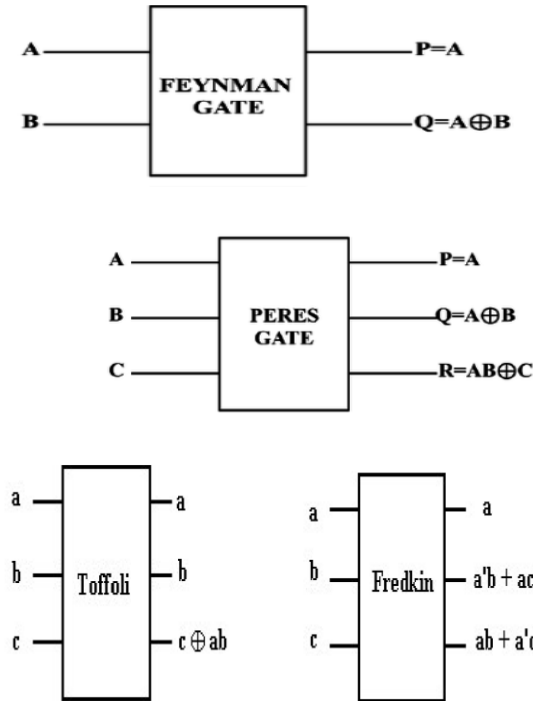 A FEYNMAN GATE P=A
B Q=A⊕B
A P=A
B PERES GATE Q=A⊕B
C R=AB⊕C
a a
b Toffoli b
c c ⊕ ab
a a
b Fredkin a'b + ac
c ab + a'c